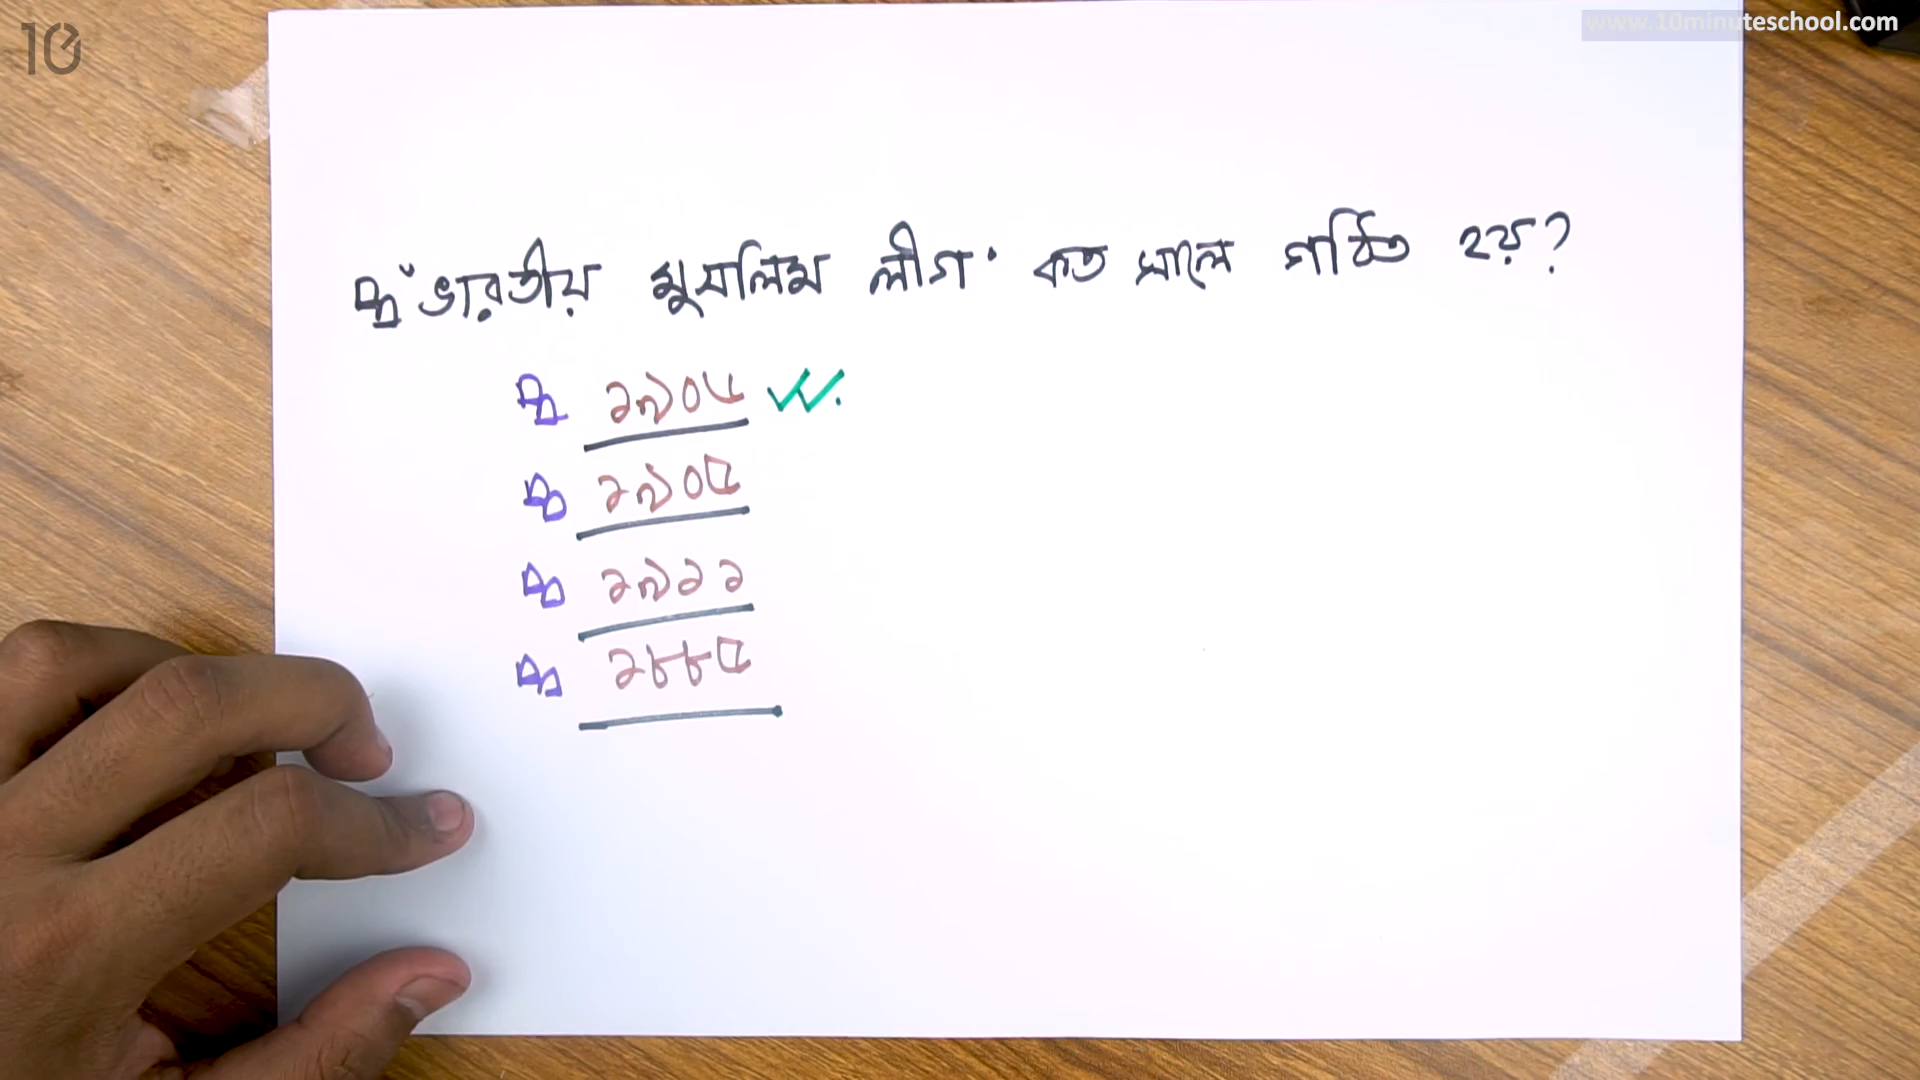 10
www.10minuteschool.com
"ভারতীয় মুসলিম লীগ" কত সালে গঠিত হয়?
১৯০৬
১৯০৫
১৯১১
১৮৮৫